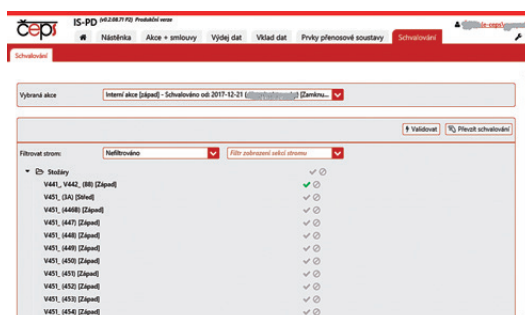 čeps
IS-PD (v0.2.08.71 P2) Produkční verze
Nástěnka Akce + smlouvy Výdej dat Vklad dat Prvky přenosové soustavy Schvalování
Schvalování
Vybraná akce Interní akce [západ] - Schvalováno od: 2017-12-21 ( ) [Zamknu...
Validovat Převzít schvalování
Filtrovat strom: Nefiltrováno Filtr zobrazení sekcí stromu
Stožáry
V441_ V442_ (88) [Západ]
V451_ (3A) [Střed]
V451_ (446B) [Západ]
V451_ (447) [Západ]
V451_ (448) [Západ]
V451_ (449) [Západ]
V451_ (450) [Západ]
V451_ (451) [Západ]
V451_ (452) [Západ]
V451_ (453) [Západ]
V451_ (454) [Západ]